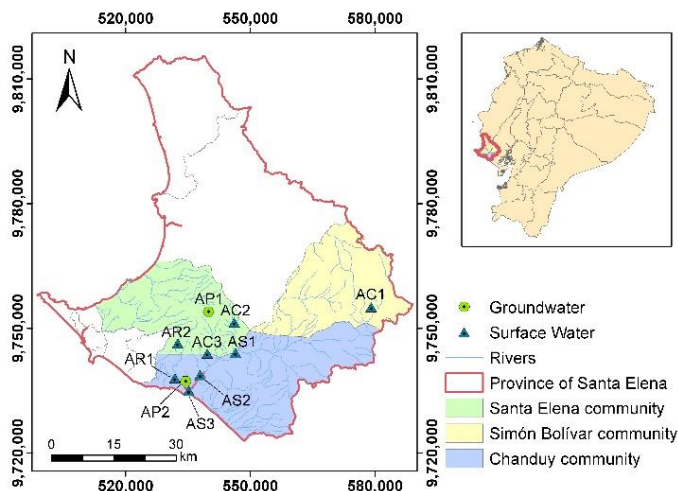 520,000 550,000 580,000
N
9,810,000 9,810,000
9,780,000 9,780,000
9,750,000 9,750,000
9,720,000 9,720,000
AP1
AC2
AC1
AR2
AC3 AS1
AR1
AS2
AP2
AS3
0 15 30
km
520,000 550,000 580,000
Groundwater
Surface Water
Rivers
Province of Santa Elena
Santa Elena community
Simón Bolívar community
Chanduy community